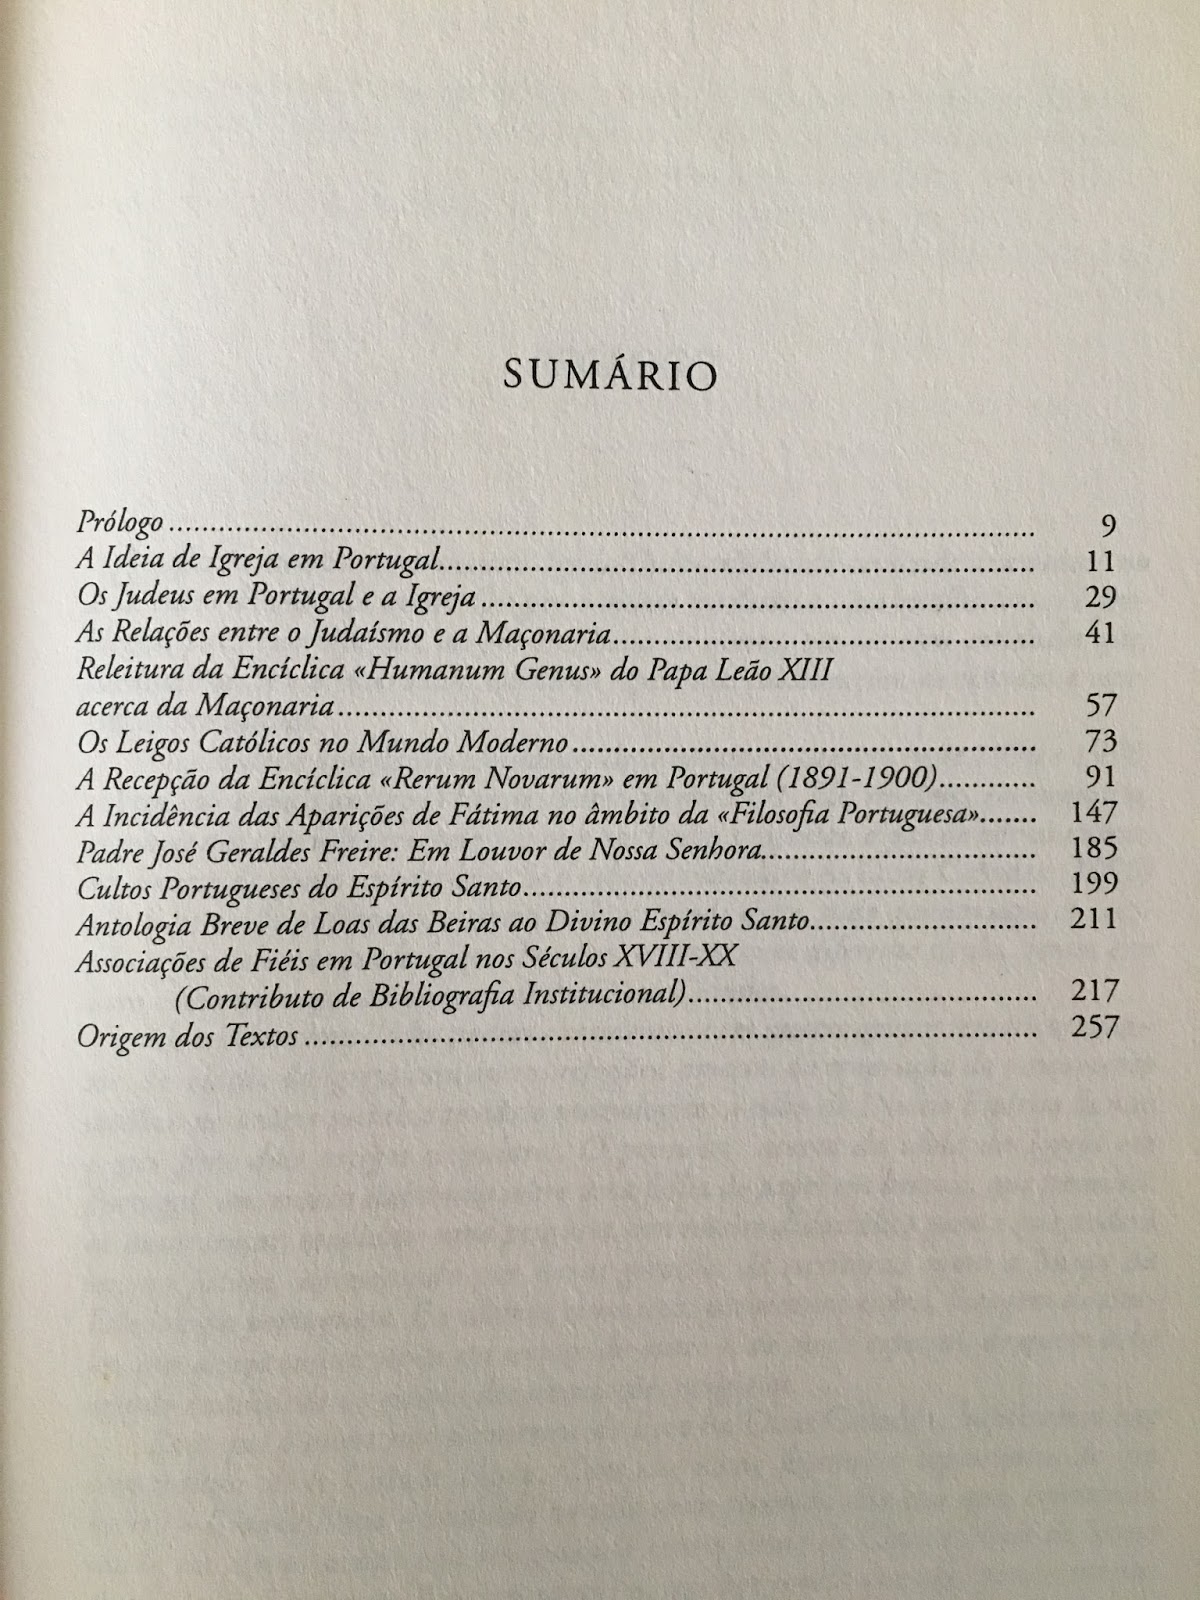 SUMÁRIO
Prólogo 9
A Ideia de Igreja em Portugal 11
Os Judeus em Portugal e a Igreja 29
As Relações entre o Judaísmo e a Maçonaria 41
Releitura da Encíclica «Humanum Genus» do Papa Leão XIII
acerca da Maçonaria 57
Os Leigos Católicos no Mundo Moderno 73
A Recepção da Encíclica «Rerum Novarum» em Portugal (1891-1900) 91
A Incidência das Aparições de Fátima no âmbito da «Filosofia Portuguesa» 147
Padre José Geraldes Freire: Em Louvor de Nossa Senhora 185
Cultos Portugueses do Espírito Santo 199
Antologia Breve de Loas das Beiras ao Divino Espírito Santo 211
Associações de Fiéis em Portugal nos Séculos XVIII-XX
(Contributo de Bibliografia Institucional) 217
Origem dos Textos 257